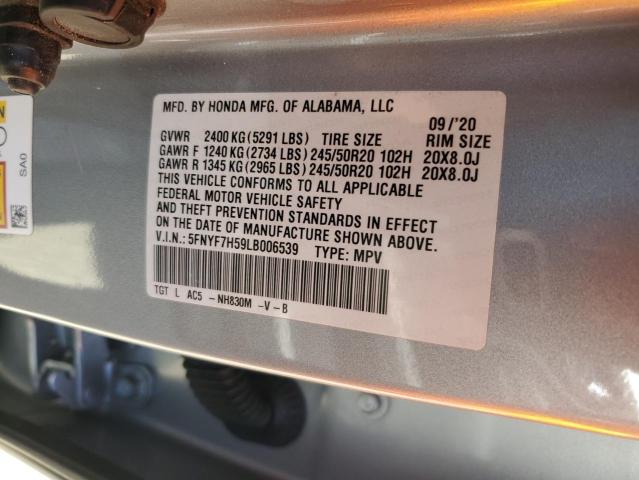 MFD. BY HONDA MFG. OF ALABAMA, LLC 09/'20
GVWR 2400 KG (5291 LBS) TIRE SIZE RIM SIZE
GAWR F 1240 KG (2734 LBS) 245/50R20 102H 20X8.0J
GAWR R 1345 KG (2965 LBS) 245/50R20 102H 20X8.0J
THIS VEHICLE CONFORMS TO ALL APPLICABLE
FEDERAL MOTOR VEHICLE SAFETY
AND THEFT PREVENTION STANDARDS IN EFFECT
ON THE DATE OF MANUFACTURE SHOWN ABOVE.
V.I.N.: 5FNYF7H59LB006539 TYPE: MPV
TGT L AC5 -NH830M -V-B
SA0